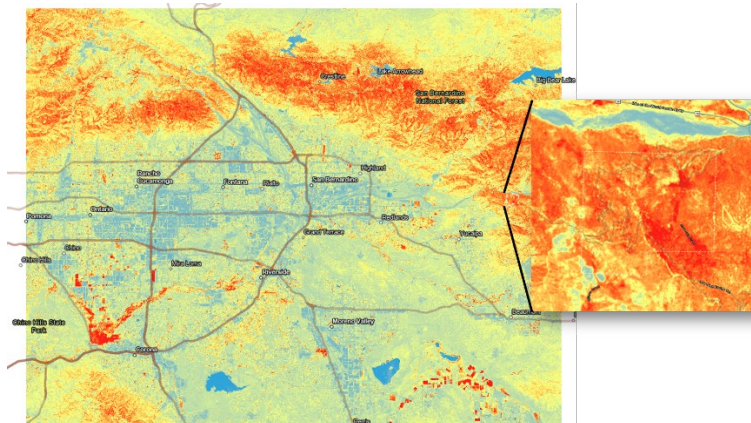 Crestline
Lake Arrowhead
San Bernardino
National Forest
Big Bear Lake
Rancho
Cucamonga
Fontana
Rialto
San Bernardino
Highland
Ontario
Pomona
Redlands
Grand Terrace
Yucaipa
Chino
Chino Hills
Mira Loma
Riverside
Chino Hills State
Park
Moreno Valley
Corona
Perris